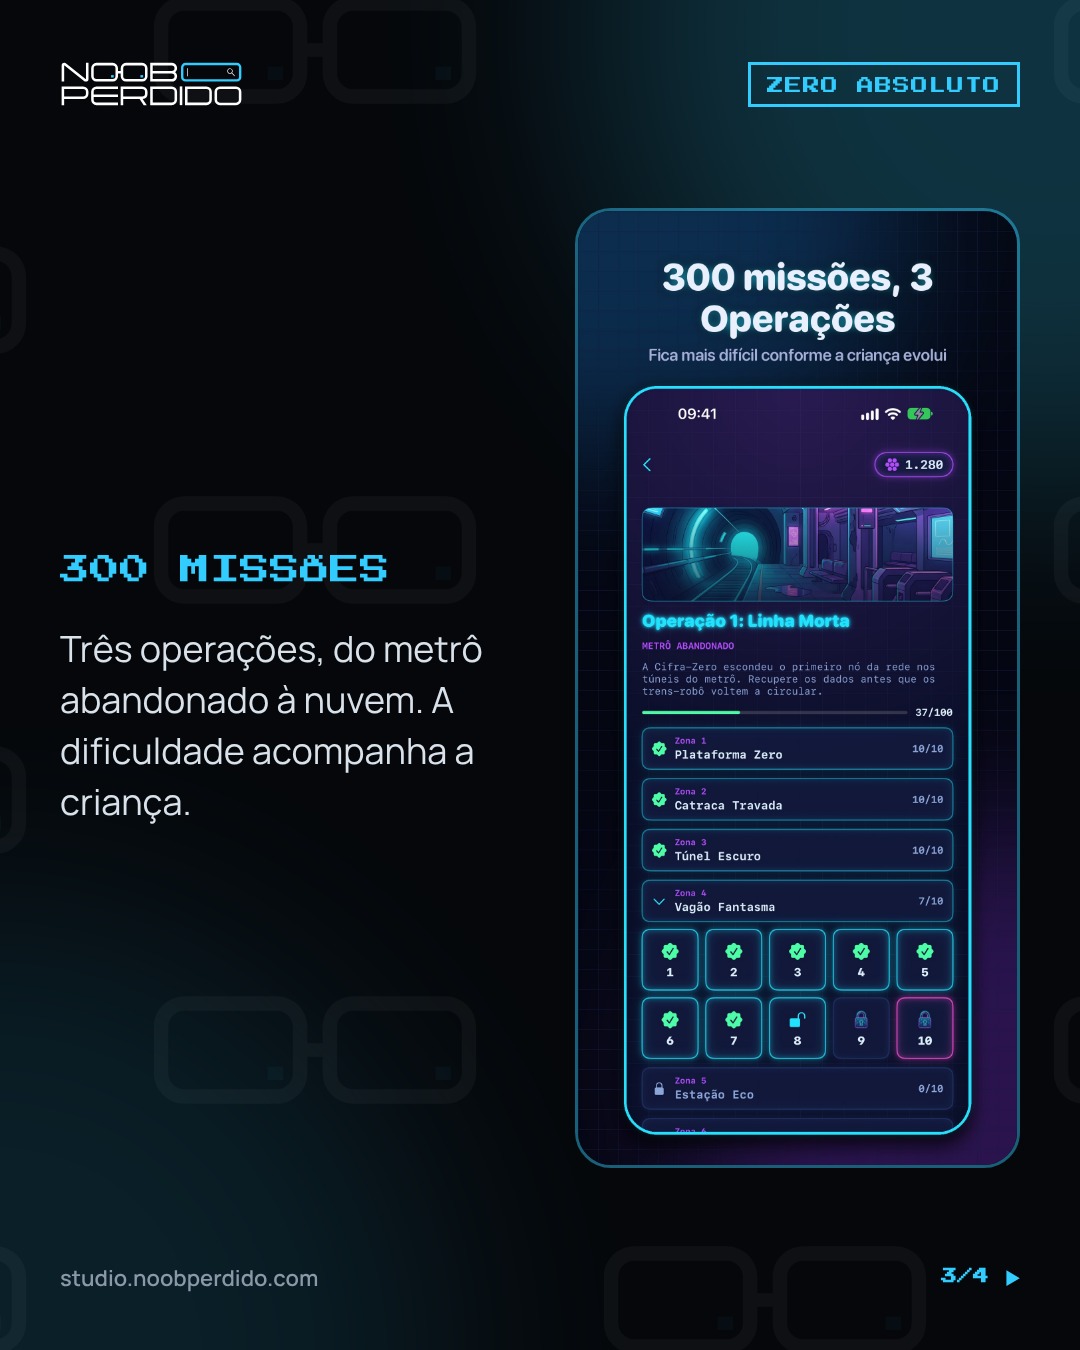 NOOB
PERDIDO
ZERO ABSOLUTO
300 MISSÕES
Três operações, do metrô
abandonado à nuvem. A
dificuldade acompanha a
criança.
300 missões, 3
Operações
Fica mais difícil conforme a criança evolui
09:41
1.280
Operação 1: Linha Morta
METRÔ ABANDONADO
A Cifra-Zero escondeu o primeiro nó da rede nos
túneis do metrô. Recupere os dados antes que os
trens-robô voltem a circular.
37/100
Zona 1
Plataforma Zero
10/10
Zona 2
Catraca Travada
10/10
Zona 3
Túnel Escuro
10/10
Zona 4
Vagão Fantasma
7/10
1 2 3 4 5
6 7 8 9 10
Zona 5
Estação Eco
0/10
Zona 6
studio.noobperdido.com
3/4